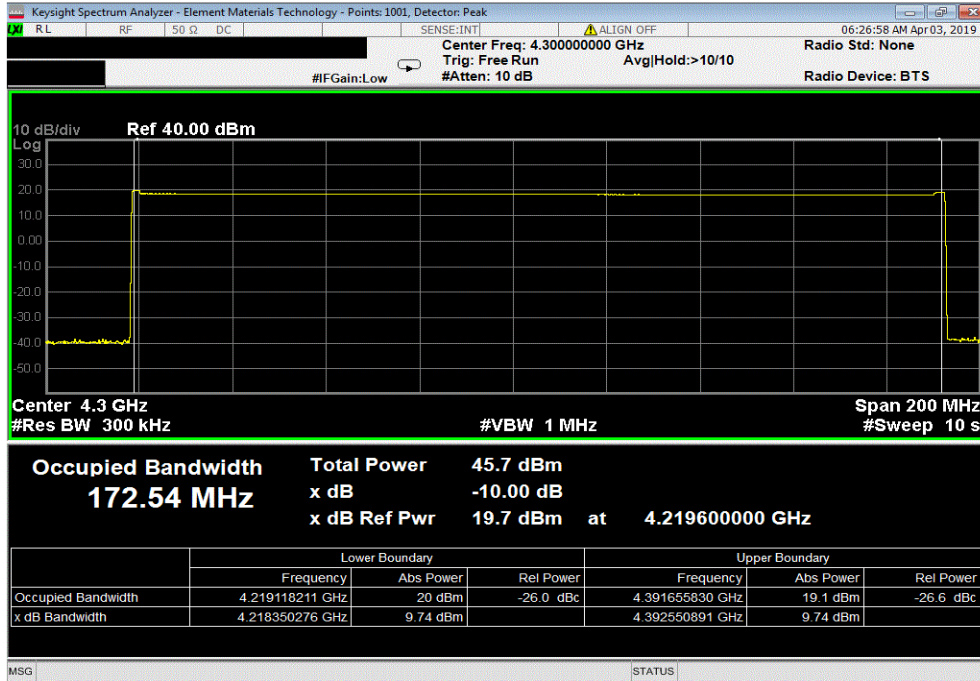 Keysight Spectrum Analyzer - Element Materials Technology - Points: 1001, Detector: Peak
LXI RL RF 50 Ω DC SENSE:INT ALIGN OFF 06:26:58 AM Apr 03, 2019
Center Freq: 4.300000000 GHz Radio Std: None
Trig: Free Run Avg|Hold:>10/10
#IFGain:Low #Atten: 10 dB Radio Device: BTS
10 dB/div Ref 40.00 dBm
Log
30.0
20.0
10.0
0.00
-10.0
-20.0
-30.0
-40.0
-50.0
Center 4.3 GHz Span 200 MHz
#Res BW 300 kHz #VBW 1 MHz #Sweep 10 s
Occupied Bandwidth Total Power 45.7 dBm
172.54 MHz x dB -10.00 dB
x dB Ref Pwr 19.7 dBm at 4.219600000 GHz
Lower Boundary Upper Boundary
Frequency Abs Power Rel Power Frequency Abs Power Rel Power
Occupied Bandwidth 4.219118211 GHz 20 dBm -26.0 dBc 4.391655830 GHz 19.1 dBm -26.6 dBc
x dB Bandwidth 4.218350276 GHz 9.74 dBm 4.392550891 GHz 9.74 dBm
MSG STATUS